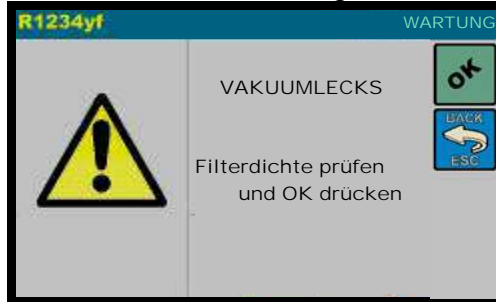 R1234yf
WARTUNG
VAKUUMLECKS
OK
BACK
ESC
Filterdichte prüfen
und OK drücken